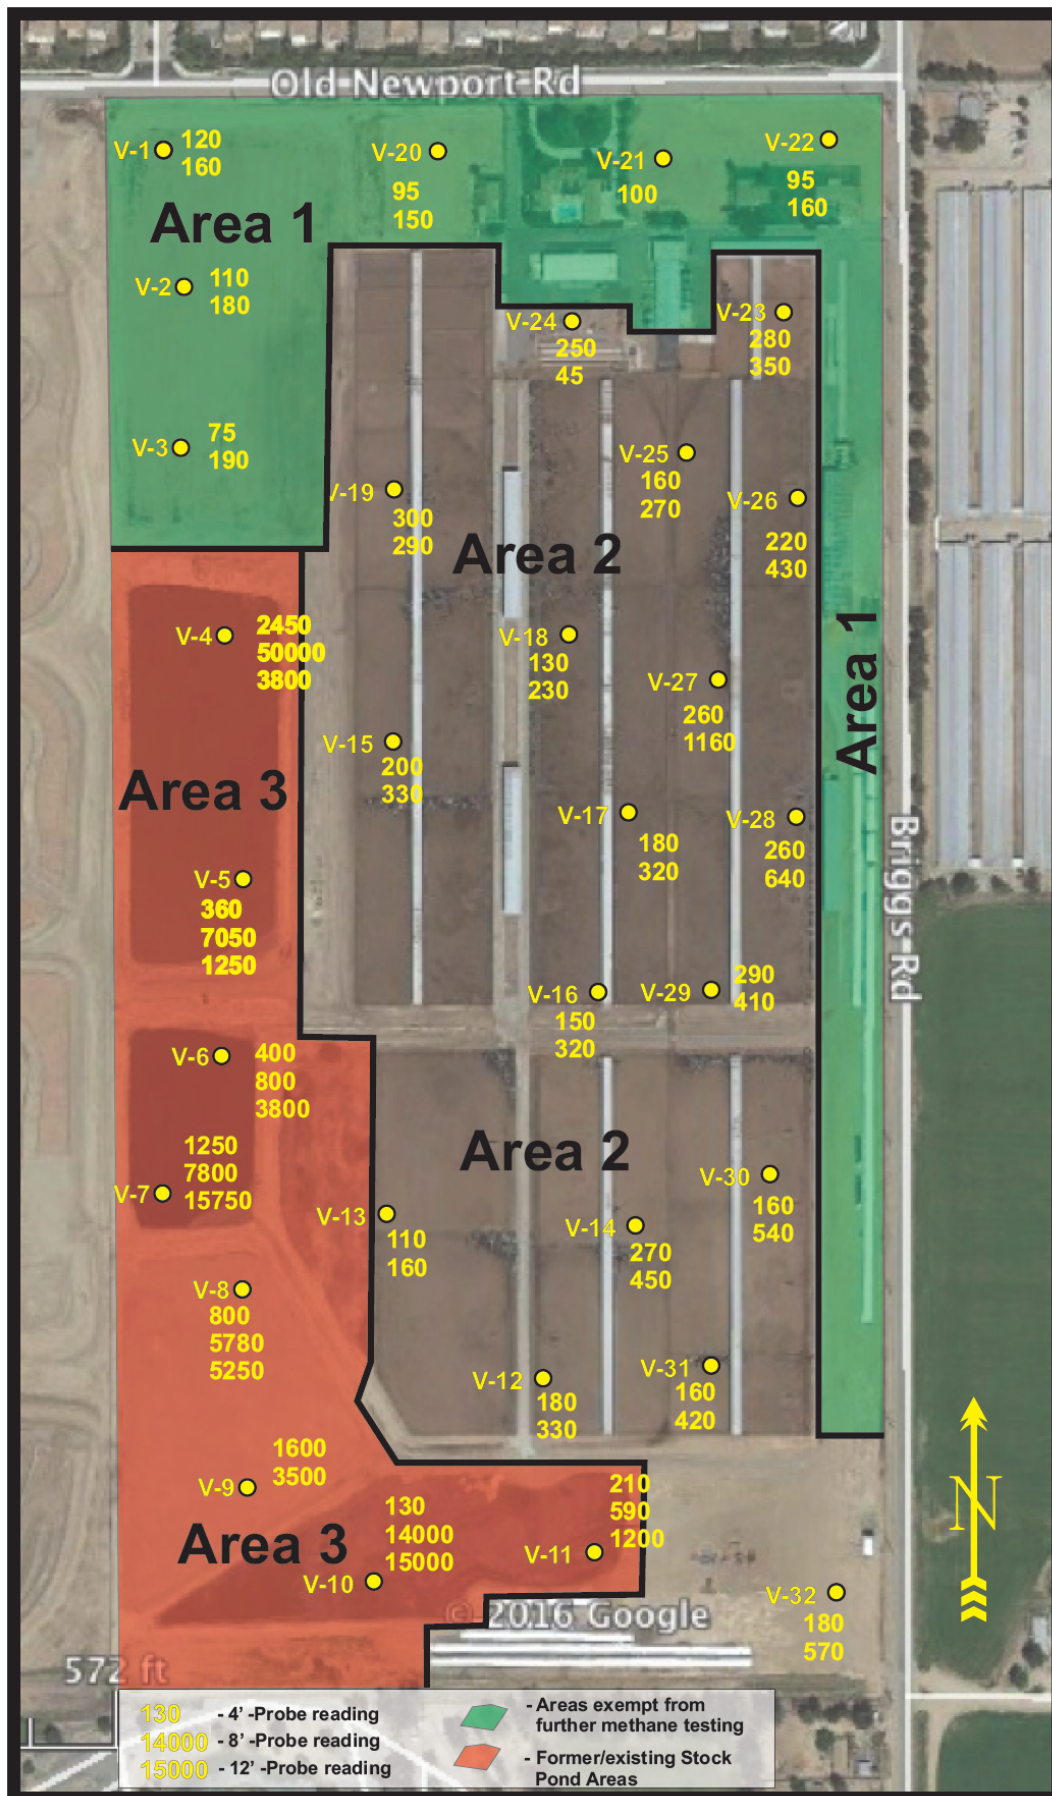 Old Newport Rd
V-1
120
160
V-20
95
150
V-21
100
V-22
95
160
Area 1
V-2
110
180
V-24
250
45
V-23
280
350
V-3
75
190
V-19
300
290
V-25
160
270
V-26
220
430
Area 2
V-4
2450
50000
3800
V-18
130
230
V-27
260
1160
Area 1
V-15
200
330
Area 3
V-17
180
320
V-28
260
640
Briggs Rd
V-5
360
7050
1250
V-16
150
320
V-29
290
410
V-6
400
800
3800
V-7
1250
7800
15750
Area 2
V-13
110
160
V-14
270
450
V-30
160
540
V-8
800
5780
5250
V-12
180
330
V-31
160
420
V-9
1600
3500
Area 3
V-10
130
14000
15000
V-11
210
590
1200
N
V-32
180
570
© 2016 Google
572 ft
130 - 4' -Probe reading
14000 - 8' -Probe reading
15000 - 12' -Probe reading
- Areas exempt from
further methane testing
- Former/existing Stock
Pond Areas